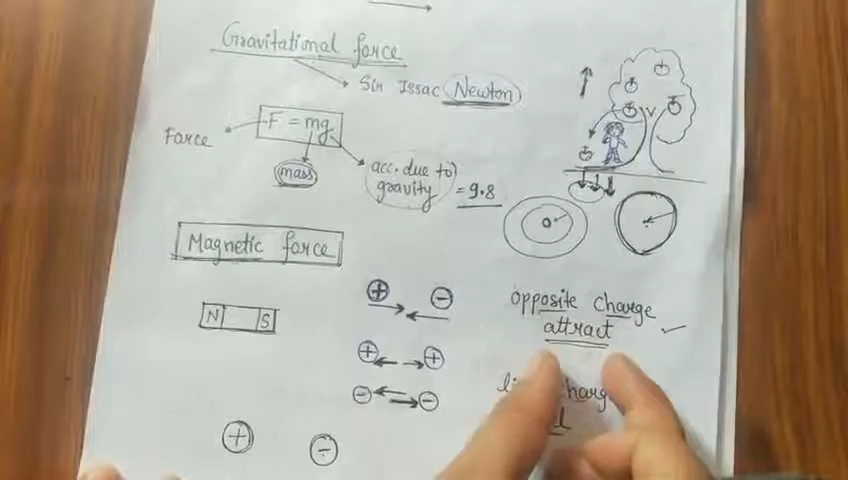 Gravitational force
Sir Issac Newton
F = mg
Force
mass
acc. due to
gravity = 9.8
Magnetic force
N S
+ −
+ +
− −
opposite charge
attract
+ −